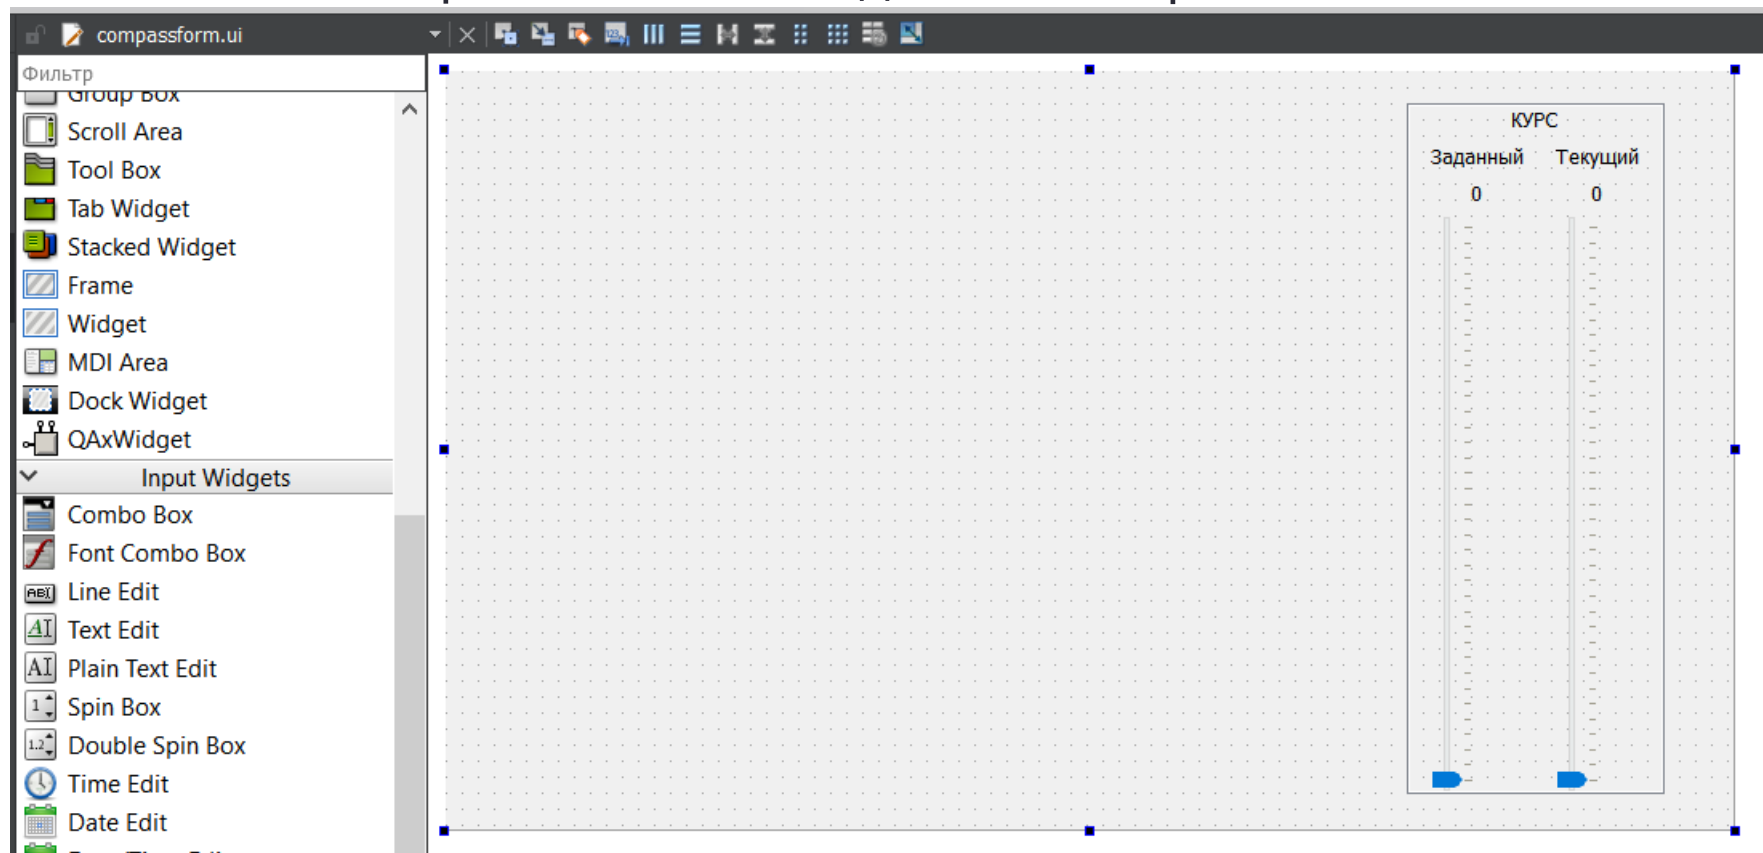 compassform.ui
Фильтр
Group Box
Scroll Area
Tool Box
Tab Widget
Stacked Widget
Frame
Widget
MDI Area
Dock Widget
QAxWidget
Input Widgets
Combo Box
Font Combo Box
Line Edit
Text Edit
Plain Text Edit
Spin Box
Double Spin Box
Time Edit
Date Edit
КУРС
Заданный Текущий
0 0